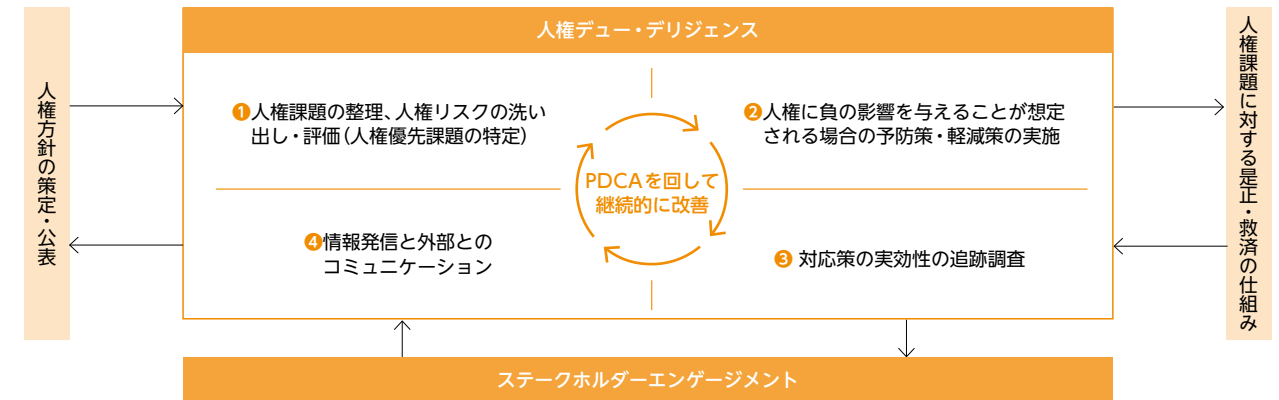 人権方針の策定・公表
人権デュー・デリジェンス
❶人権課題の整理、人権リスクの洗い
出し・評価（人権優先課題の特定）
❷人権に負の影響を与えることが想定
される場合の予防策・軽減策の実施
PDCAを回して
継続的に改善
❸ 対応策の実効性の追跡調査
❹情報発信と外部との
コミュニケーション
人権課題に対する是正・救済の仕組み
ステークホルダーエンゲージメント